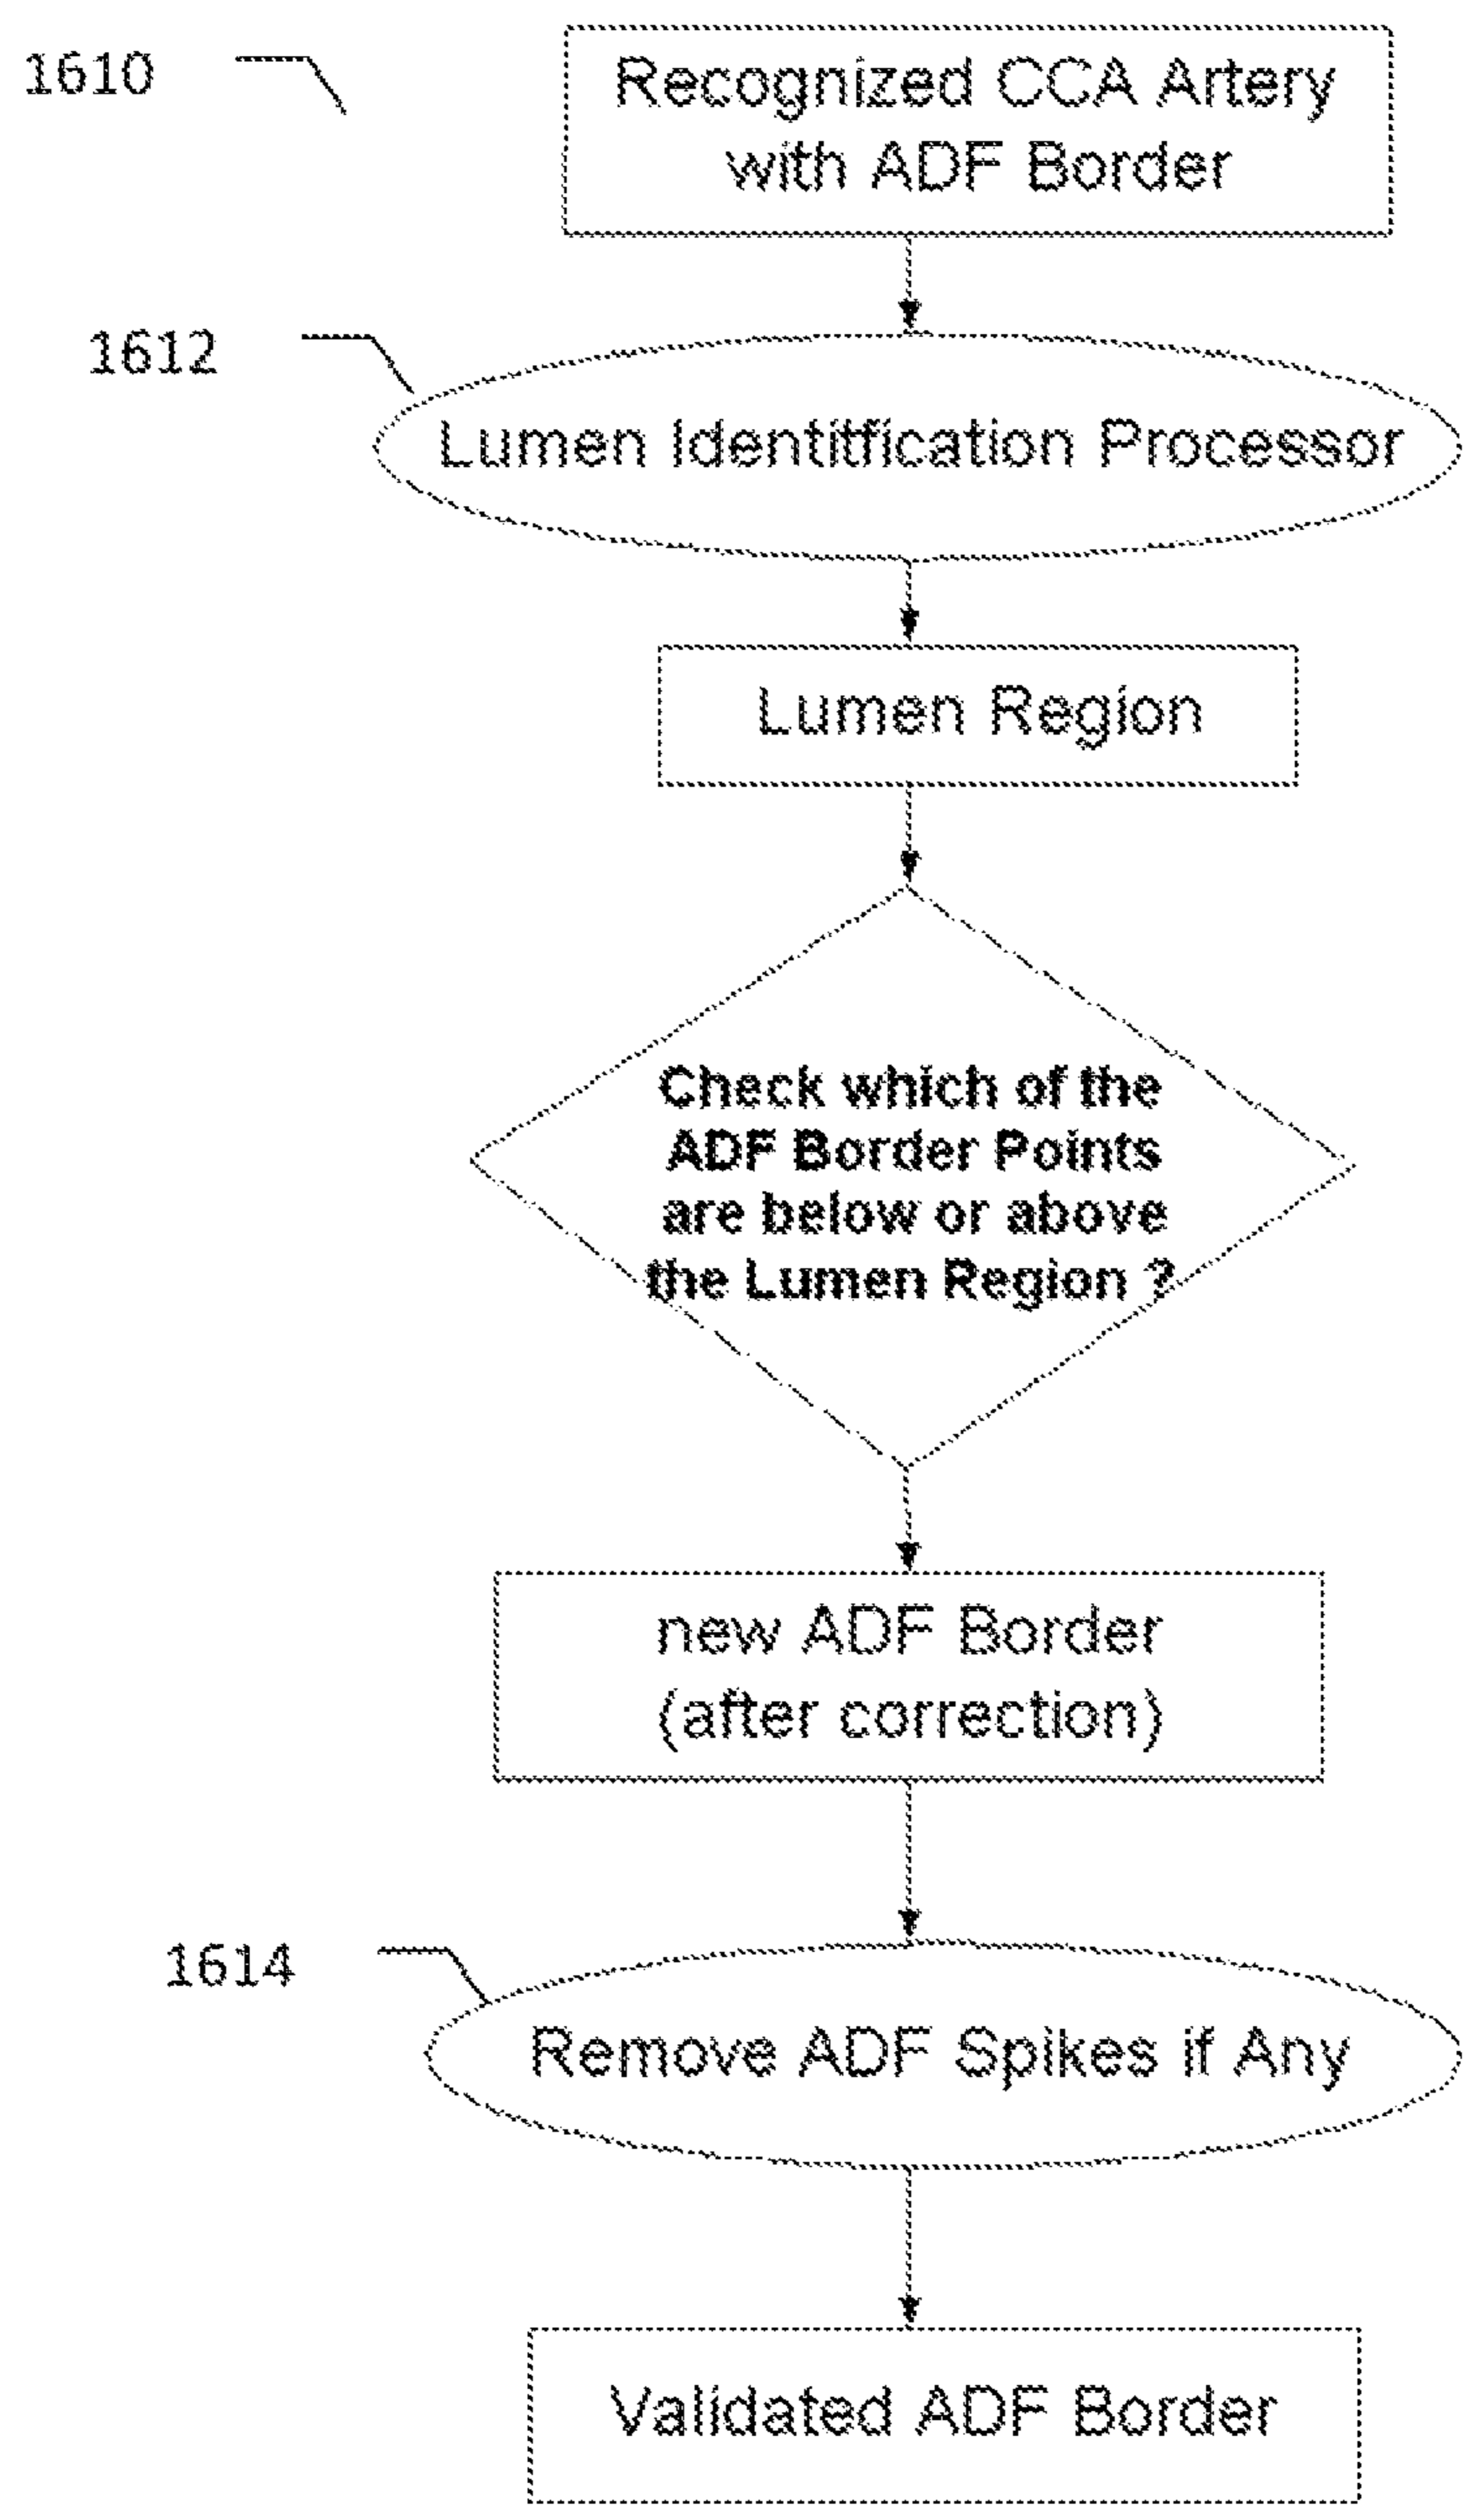 1610
Recognized CCA Artery
with ADF Border
1612
Lumen Identitfication Processor
Lumen Region
Check which of the
ADF Border Points
are below or above
the Lumen Region ?
new ADF Border
(after correction)
1614
Remove ADF Spikes if Any
Validated ADF Border